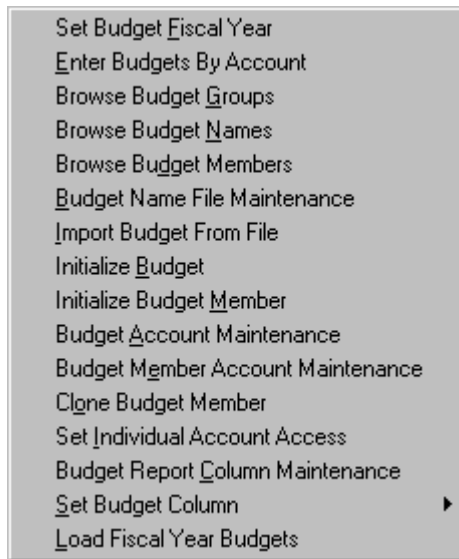 Set Budget Fiscal Year
Enter Budgets By Account
Browse Budget Groups
Browse Budget Names
Browse Budget Members
Budget Name File Maintenance
Import Budget From File
Initialize Budget
Initialize Budget Member
Budget Account Maintenance
Budget Member Account Maintenance
Clone Budget Member
Set Individual Account Access
Budget Report Column Maintenance
Set Budget Column
Load Fiscal Year Budgets